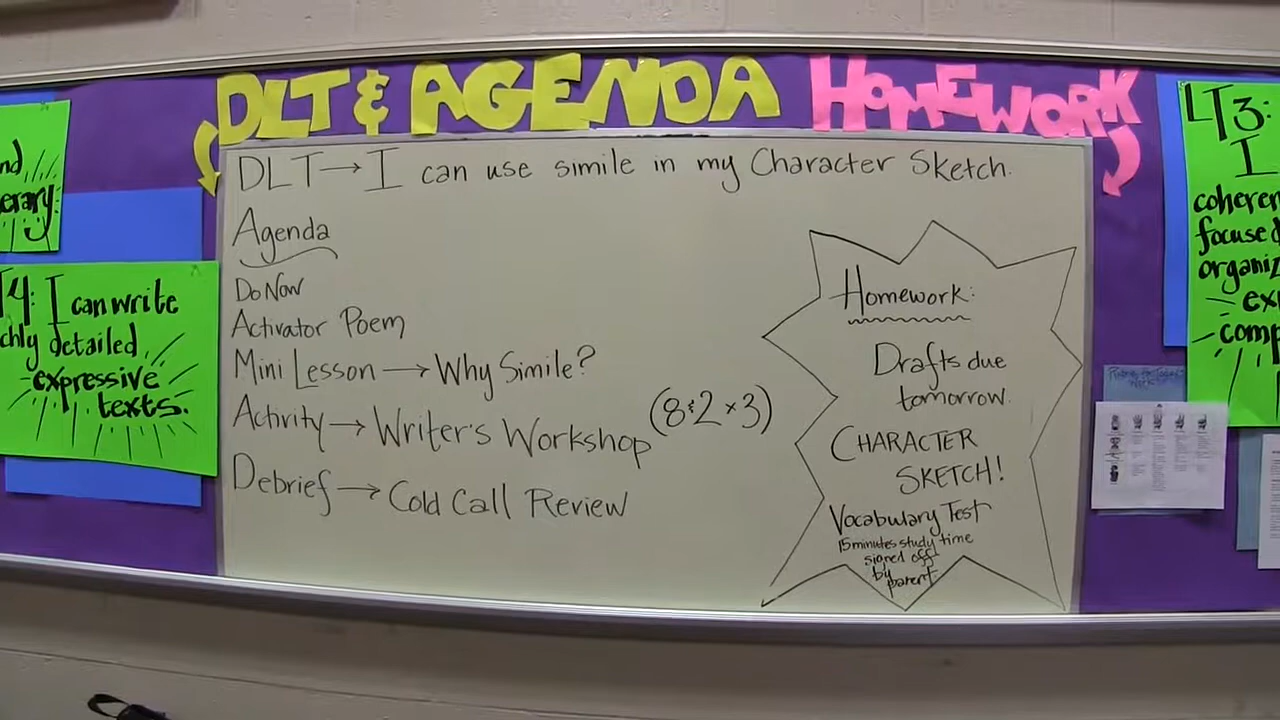 DLT & AGENDA
HOMEWORK
DLT → I can use simile in my Character Sketch.
Agenda
Do Now
Activator Poem
Mini Lesson → Why Simile?
Activity → Writer's Workshop (8 & 2 × 3)
Debrief → Cold Call Review
Homework:
Drafts due
tomorrow.
CHARACTER
SKETCH!
Vocabulary Test
15 minutes study time
signed off
by
parent
nd
erary
4: I can write
chly detailed
expressive
texts.
LT3:
I
coheren
focused
organiz
exp
comp